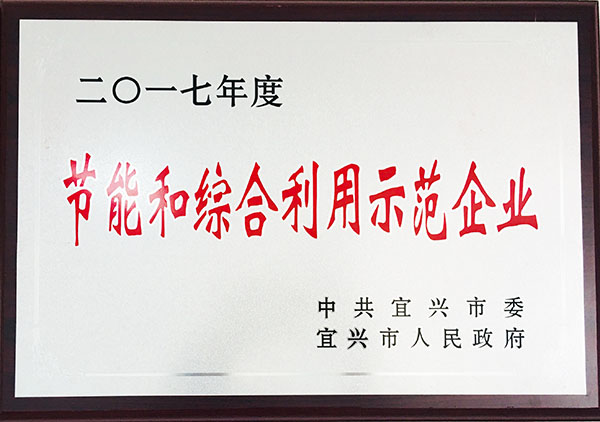 二〇一七年度
节能和综合利用示范企业
中共宜兴市委
宜兴市人民政府